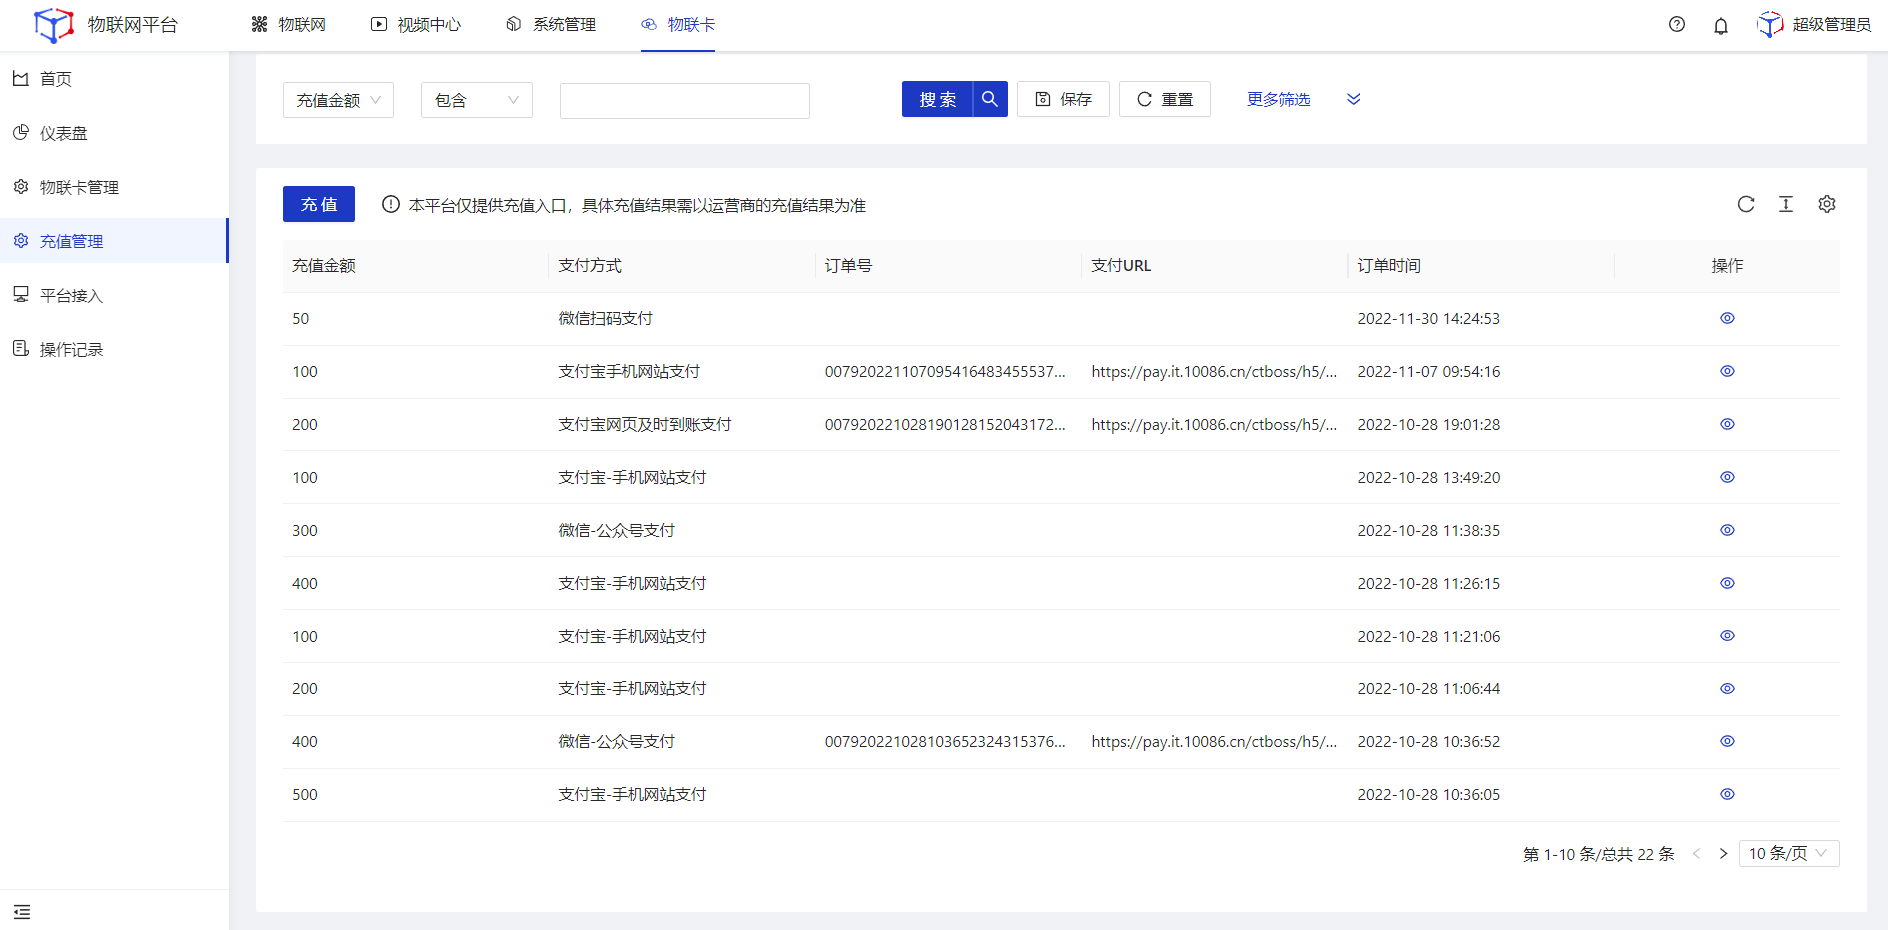 物联网平台 物联网 视频中心 系统管理 物联卡 超级管理员
首页
仪表盘
物联卡管理
充值管理
平台接入
操作记录
充值金额 包含 搜索 保存 重置 更多筛选
充值 本平台仅提供充值入口，具体充值结果需以运营商的充值结果为准
充值金额 支付方式 订单号 支付URL 订单时间 操作
50 微信扫码支付 2022-11-30 14:24:53
100 支付宝手机网站支付 007920221107095416483455537... https://pay.it.10086.cn/ctboss/h5/... 2022-11-07 09:54:16
200 支付宝网页及时到账支付 007920221028190128152043172... https://pay.it.10086.cn/ctboss/h5/... 2022-10-28 19:01:28
100 支付宝-手机网站支付 2022-10-28 13:49:20
300 微信-公众号支付 2022-10-28 11:38:35
400 支付宝-手机网站支付 2022-10-28 11:26:15
100 支付宝-手机网站支付 2022-10-28 11:21:06
200 支付宝-手机网站支付 2022-10-28 11:06:44
400 微信-公众号支付 007920221028103652324315376... https://pay.it.10086.cn/ctboss/h5/... 2022-10-28 10:36:52
500 支付宝-手机网站支付 2022-10-28 10:36:05
第 1-10 条/总共 22 条 < > 10 条/页